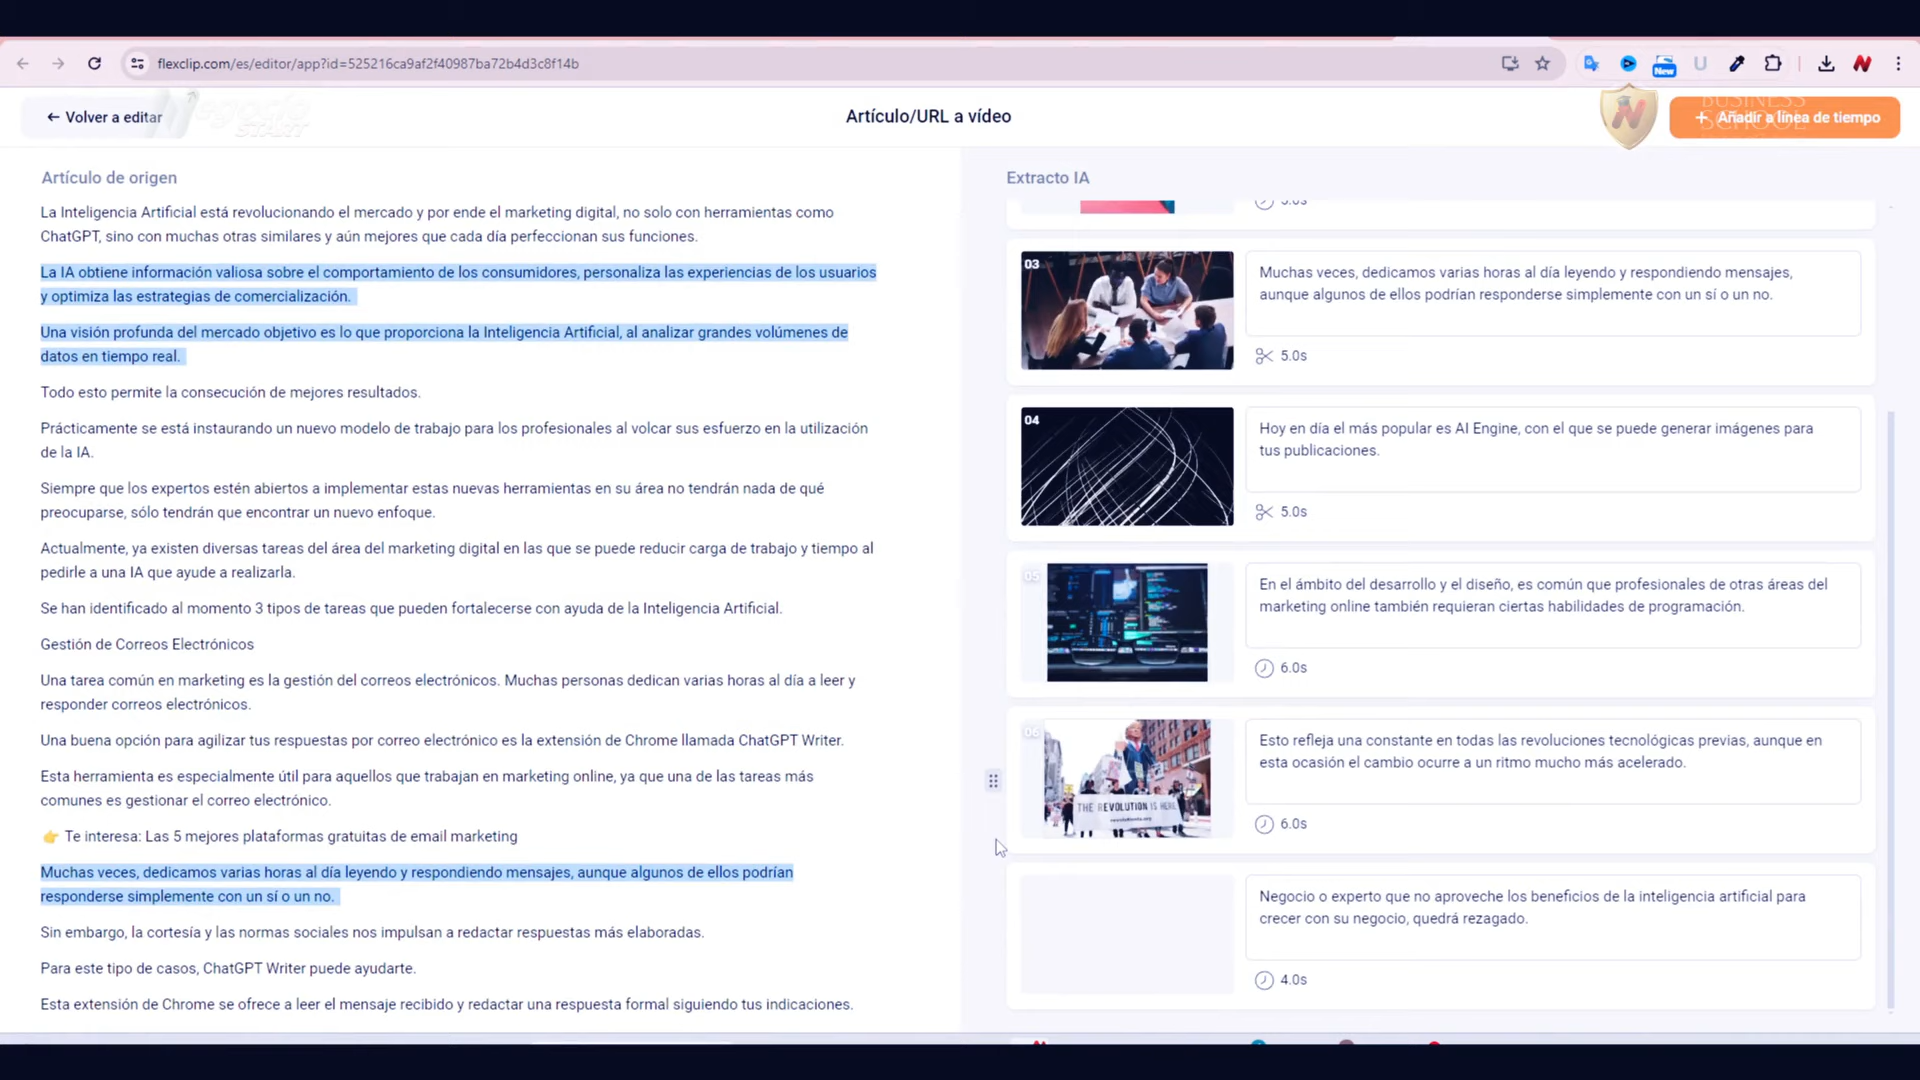 flexclip.com/es/editor/app?id=525216ca9af2f40987ba72b4d3c8f14b
New
Volver a editar
Negocio
START
Artículo/URL a vídeo
BUSINESS
SCHOOL
+ Añadir a línea de tiempo
Artículo de origen
La Inteligencia Artificial está revolucionando el mercado y por ende el marketing digital, no solo con herramientas como
ChatGPT, sino con muchas otras similares y aún mejores que cada día perfeccionan sus funciones.
La IA obtiene información valiosa sobre el comportamiento de los consumidores, personaliza las experiencias de los usuarios
y optimiza las estrategias de comercialización.
Una visión profunda del mercado objetivo es lo que proporciona la Inteligencia Artificial, al analizar grandes volúmenes de
datos en tiempo real.
Todo esto permite la consecución de mejores resultados.
Prácticamente se está instaurando un nuevo modelo de trabajo para los profesionales al volcar sus esfuerzo en la utilización
de la IA.
Siempre que los expertos estén abiertos a implementar estas nuevas herramientas en su área no tendrán nada de qué
preocuparse, sólo tendrán que encontrar un nuevo enfoque.
Actualmente, ya existen diversas tareas del área del marketing digital en las que se puede reducir carga de trabajo y tiempo al
pedirle a una IA que ayude a realizarla.
Se han identificado al momento 3 tipos de tareas que pueden fortalecerse con ayuda de la Inteligencia Artificial.
Gestión de Correos Electrónicos
Una tarea común en marketing es la gestión del correos electrónicos. Muchas personas dedican varias horas al día a leer y
responder correos electrónicos.
Una buena opción para agilizar tus respuestas por correo electrónico es la extensión de Chrome llamada ChatGPT Writer.
Esta herramienta es especialmente útil para aquellos que trabajan en marketing online, ya que una de las tareas más
comunes es gestionar el correo electrónico.
👉 Te interesa: Las 5 mejores plataformas gratuitas de email marketing
Muchas veces, dedicamos varias horas al día leyendo y respondiendo mensajes, aunque algunos de ellos podrían
responderse simplemente con un sí o un no.
Sin embargo, la cortesía y las normas sociales nos impulsan a redactar respuestas más elaboradas.
Para este tipo de casos, ChatGPT Writer puede ayudarte.
Esta extensión de Chrome se ofrece a leer el mensaje recibido y redactar una respuesta formal siguiendo tus indicaciones.
Extracto IA
5.0s
03
Muchas veces, dedicamos varias horas al día leyendo y respondiendo mensajes,
aunque algunos de ellos podrían responderse simplemente con un sí o un no.
5.0s
04
Hoy en día el más popular es AI Engine, con el que se puede generar imágenes para
tus publicaciones.
5.0s
05
En el ámbito del desarrollo y el diseño, es común que profesionales de otras áreas del
marketing online también requieran ciertas habilidades de programación.
6.0s
06
THE REVOLUTION IS HERE
Esto refleja una constante en todas las revoluciones tecnológicas previas, aunque en
esta ocasión el cambio ocurre a un ritmo mucho más acelerado.
6.0s
Negocio o experto que no aproveche los beneficios de la inteligencia artificial para
crecer con su negocio, quedrá rezagado.
4.0s